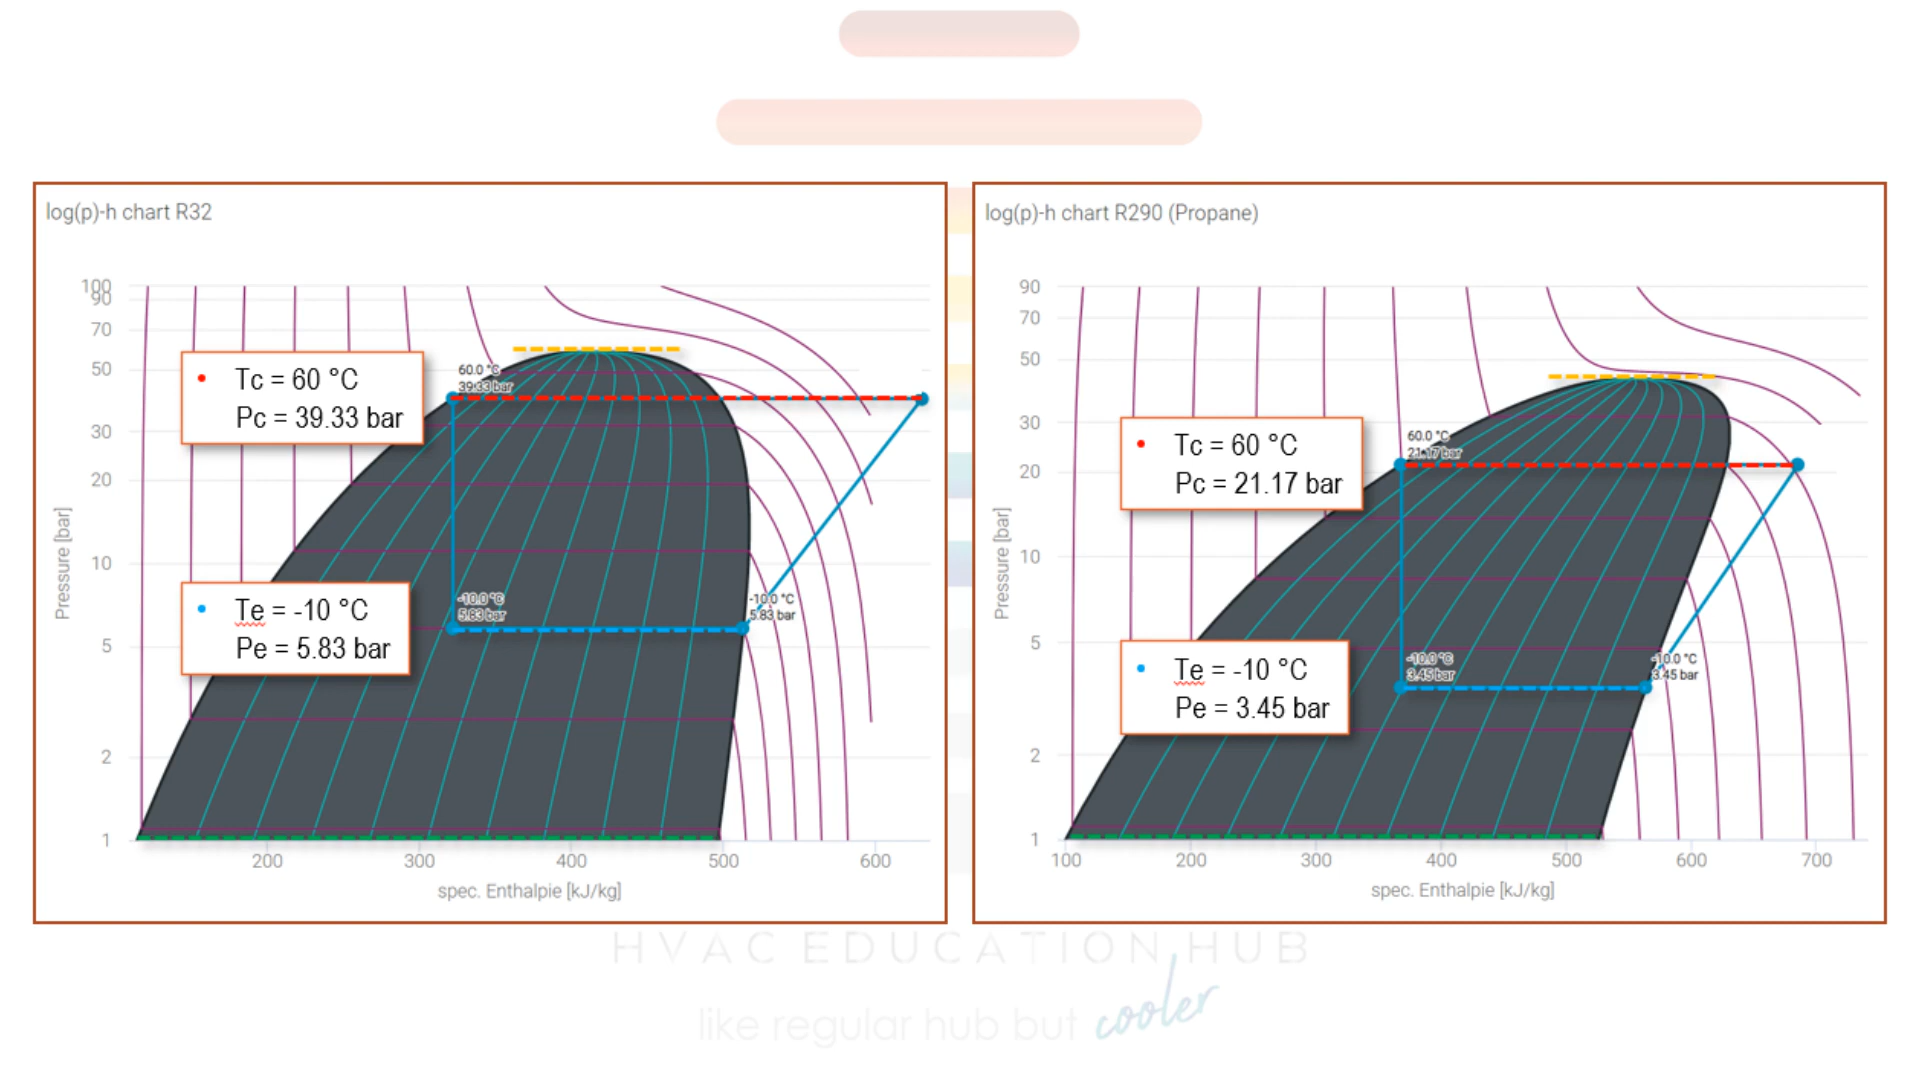 log(p)-h chart R32
100
90
70
50
30
20
10
5
2
1
Pressure [bar]
200 300 400 500 600
spec. Enthalpie [kJ/kg]
Tc = 60 °C
Pc = 39.33 bar
Te = -10 °C
Pe = 5.83 bar
60.0 °C
39.33 bar
-10.0 °C
5.83 bar
-10.0 °C
5.83 bar
log(p)-h chart R290 (Propane)
90
70
50
30
20
10
5
2
1
Pressure [bar]
100 200 300 400 500 600 700
spec. Enthalpie [kJ/kg]
Tc = 60 °C
Pc = 21.17 bar
Te = -10 °C
Pe = 3.45 bar
60.0 °C
21.17 bar
-10.0 °C
3.45 bar
-10.0 °C
3.45 bar
HVAC EDUCATION HUB
like regular hub but cooler